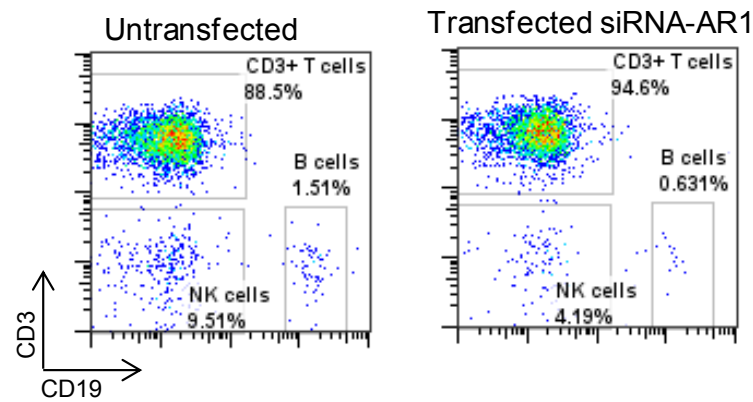 Untransfected
CD3+ T cells
88.5%
B cells
1.51%
NK cells
9.51%
Transfected siRNA-AR1
CD3+ T cells
94.6%
B cells
0.631%
NK cells
4.19%
CD3
CD19